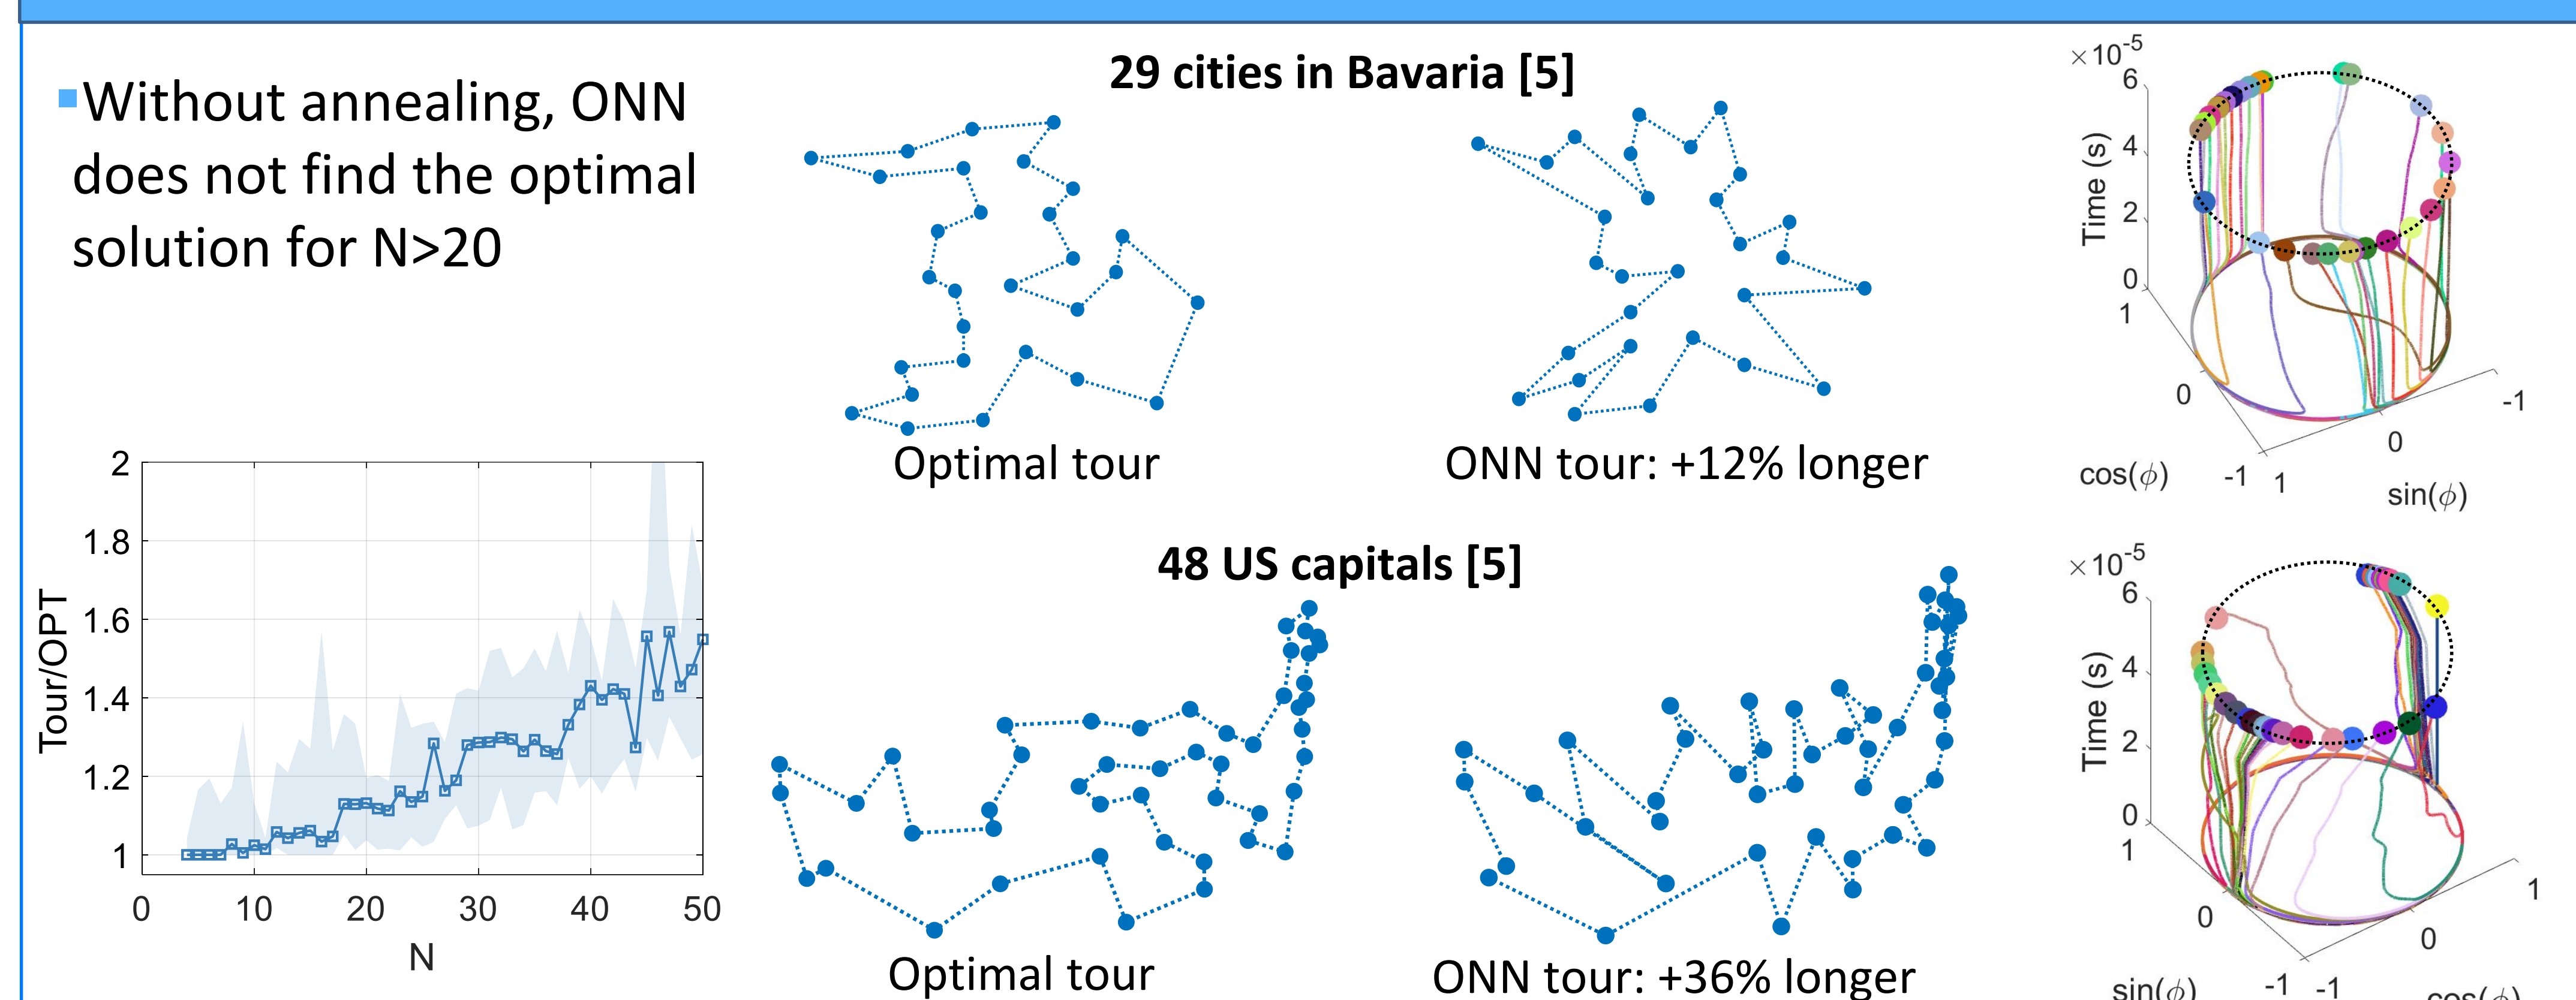 ▪Without annealing, ONN
does not find the optimal
solution for N>20
2
1.8
1.6
1.4
1.2
1
Tour/OPT
0 10 20 30 40 50
N
29 cities in Bavaria [5]
Optimal tour
ONN tour: +12% longer
48 US capitals [5]
Optimal tour
ONN tour: +36% longer
×10-5
6
4
2
0
Time (s)
1
0
-1
cos(ϕ)
1
0
-1
sin(ϕ)
×10-5
6
4
2
0
Time (s)
1
0
-1
sin(ϕ)
-1
0
1
cos(ϕ)